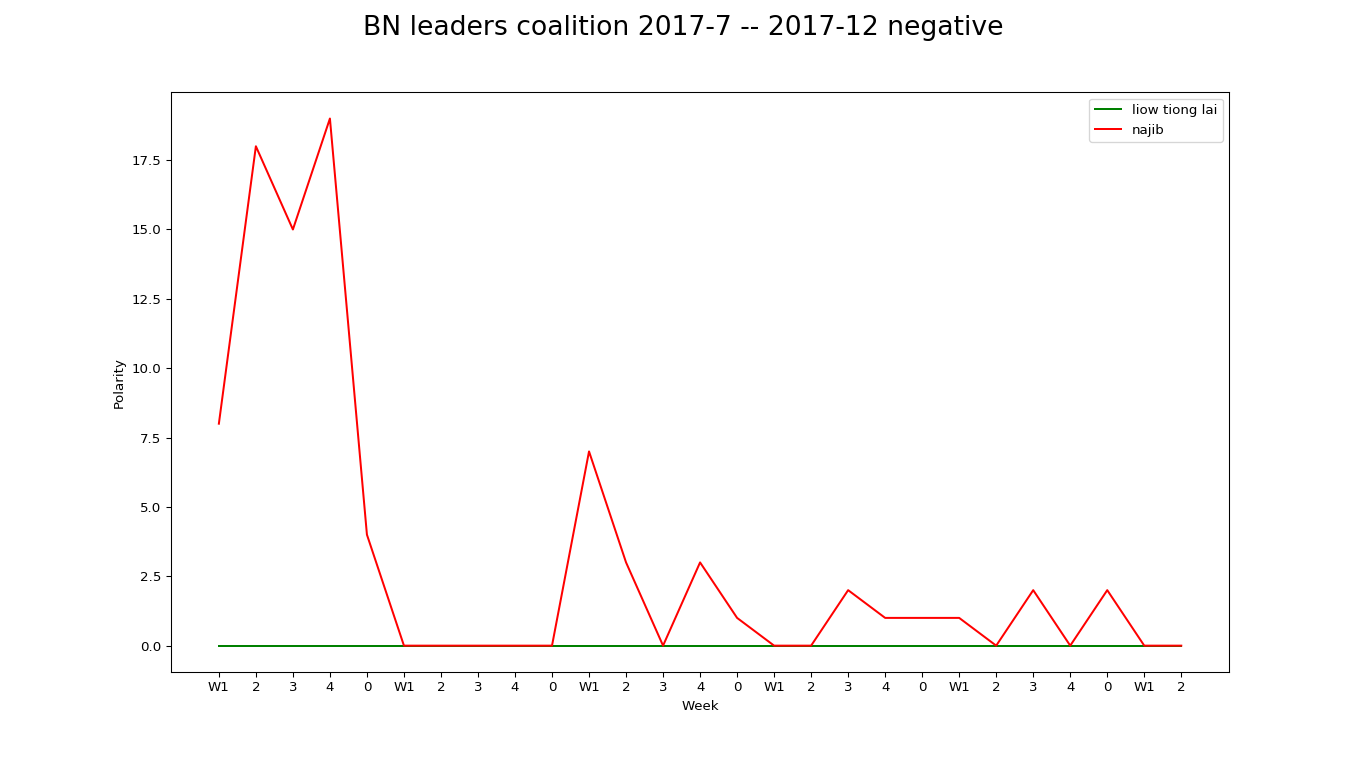 BN leaders coalition 2017-7 -- 2017-12 negative
liow tiong lai
najib
17.5
15.0
12.5
10.0
7.5
5.0
2.5
0.0
Polarity
W1 2 3 4 0 W1 2 3 4 0 W1 2 3 4 0 W1 2 3 4 0 W1 2 3 4 0 W1 2
Week